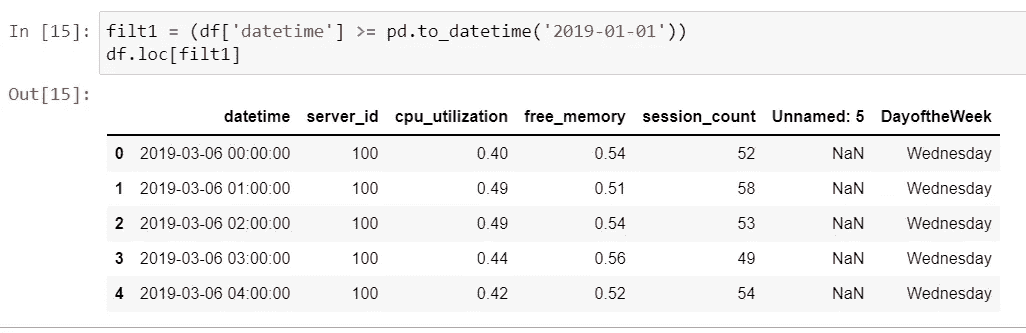 In [15]: filt1 = (df['datetime'] >= pd.to_datetime('2019-01-01'))
df.loc[filt1]
Out[15]:
datetime server_id cpu_utilization free_memory session_count Unnamed: 5 DayoftheWeek
0 2019-03-06 00:00:00 100 0.40 0.54 52 NaN Wednesday
1 2019-03-06 01:00:00 100 0.49 0.51 58 NaN Wednesday
2 2019-03-06 02:00:00 100 0.49 0.54 53 NaN Wednesday
3 2019-03-06 03:00:00 100 0.44 0.56 49 NaN Wednesday
4 2019-03-06 04:00:00 100 0.42 0.52 54 NaN Wednesday